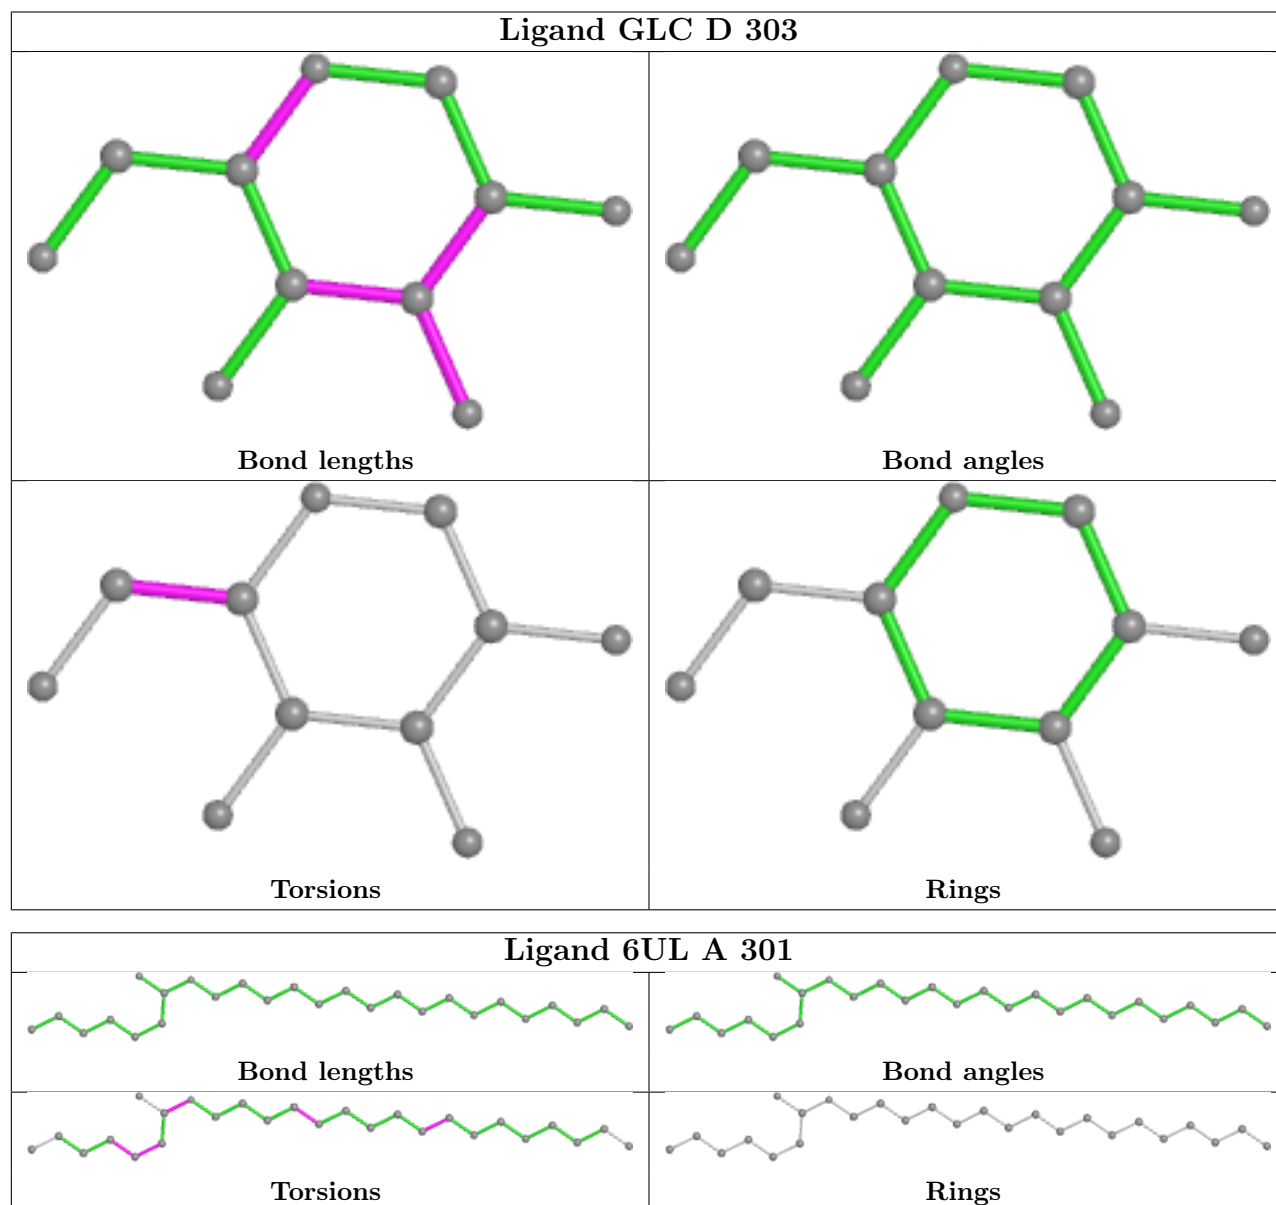 Ligand GLC D 303
Bond lengths
Bond angles
Torsions
Rings
Ligand 6UL A 301
Bond lengths
Bond angles
Torsions
Rings